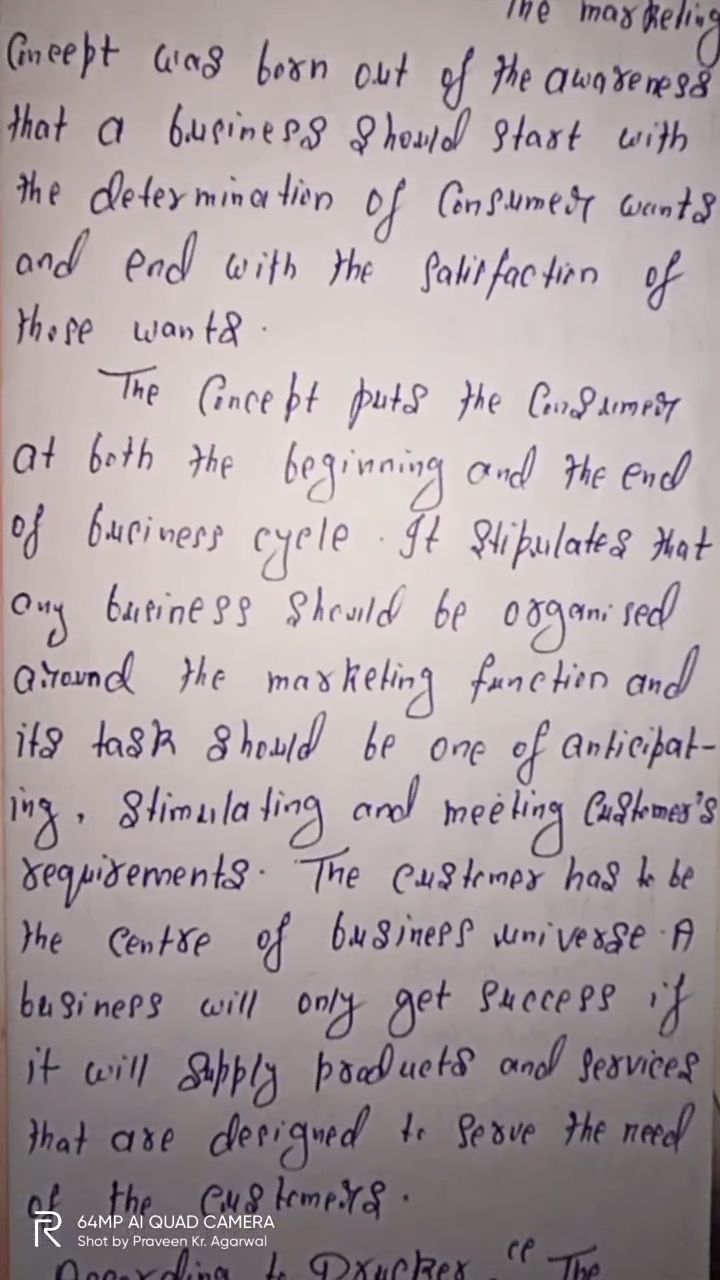 The marketing
Concept was born out of the awareness
that a business should start with
the determination of Consumer wants
and end with the satisfaction of
those wants.
The Concept puts the Consumer
at both the beginning and the end
of business cycle. It stipulates that
any business should be organised
around the marketing function and
its task should be one of anticipat-
ing, stimulating and meeting Customer's
requirements. The customer has to be
the centre of business universe. A
business will only get success if
it will supply products and services
that are designed to serve the need
of the customers.
According to Drucker, "The
64MP AI QUAD CAMERA
Shot by Praveen Kr. Agarwal